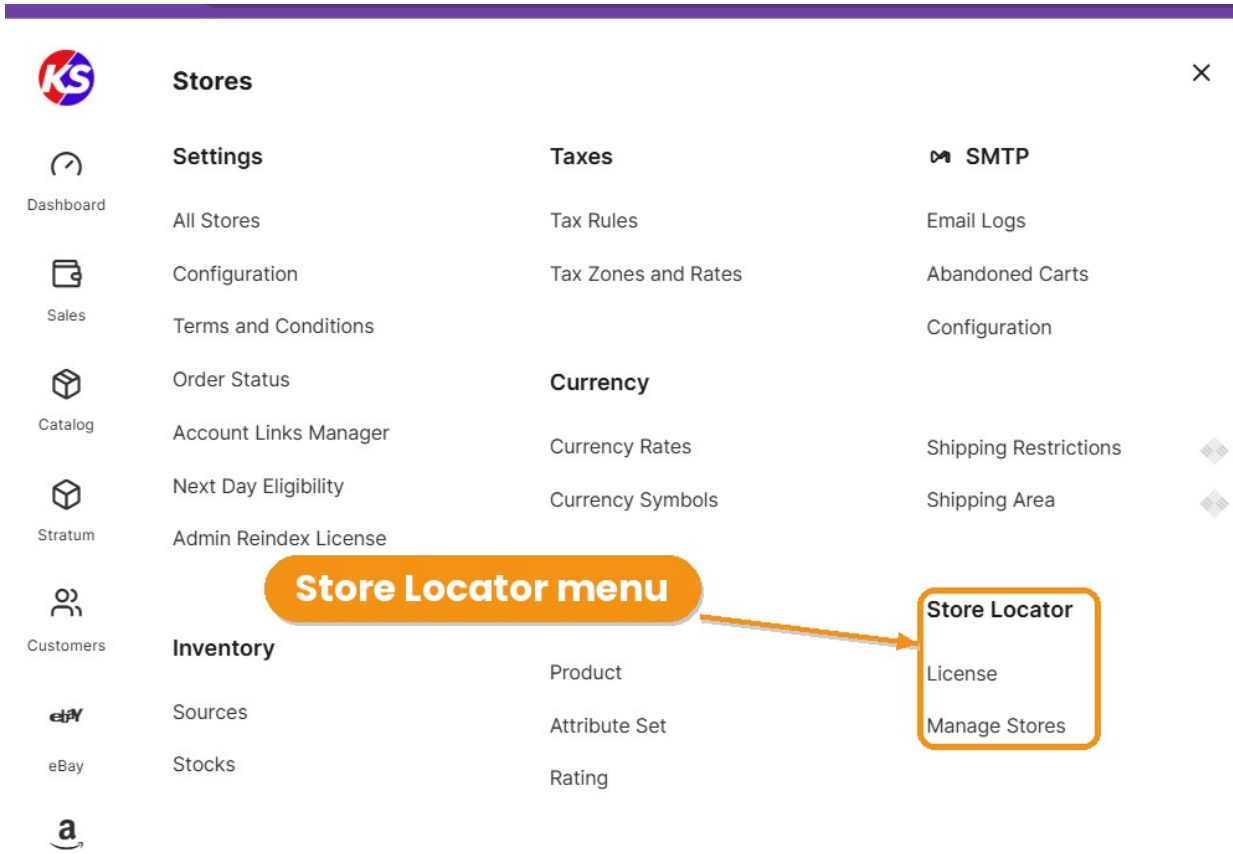 KS
Stores
Dashboard
Sales
Catalog
Stratum
Customers
ebaY
eBay
a
Settings
All Stores
Configuration
Terms and Conditions
Order Status
Account Links Manager
Next Day Eligibility
Admin Reindex License
Inventory
Sources
Stocks
Taxes
Tax Rules
Tax Zones and Rates
Currency
Currency Rates
Currency Symbols
Product
Attribute Set
Rating
SMTP
Email Logs
Abandoned Carts
Configuration
Shipping Restrictions
Shipping Area
Store Locator menu
Store Locator
License
Manage Stores